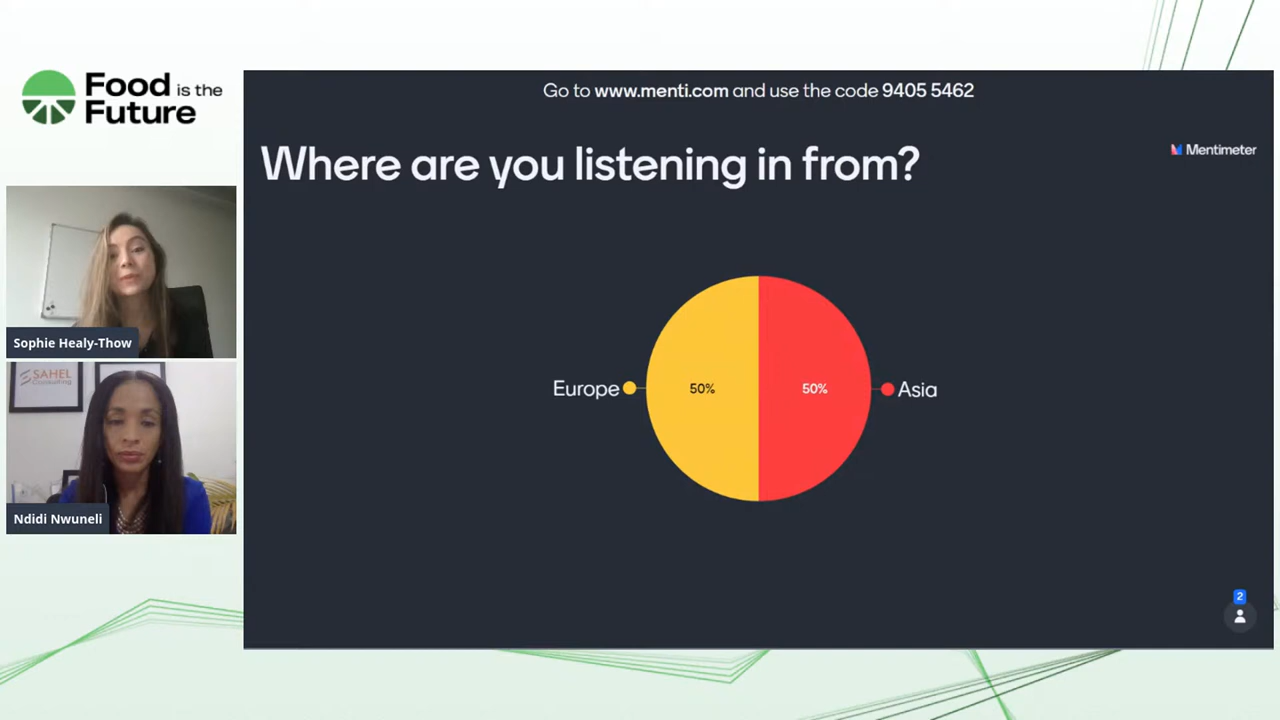 Food is the
Future
Go to www.menti.com and use the code 9405 5462
Where are you listening in from?
Mentimeter
Sophie Healy-Thow
SAHEL
Consulting
Ndidi Nwuneli
Europe
50%
50%
Asia
2